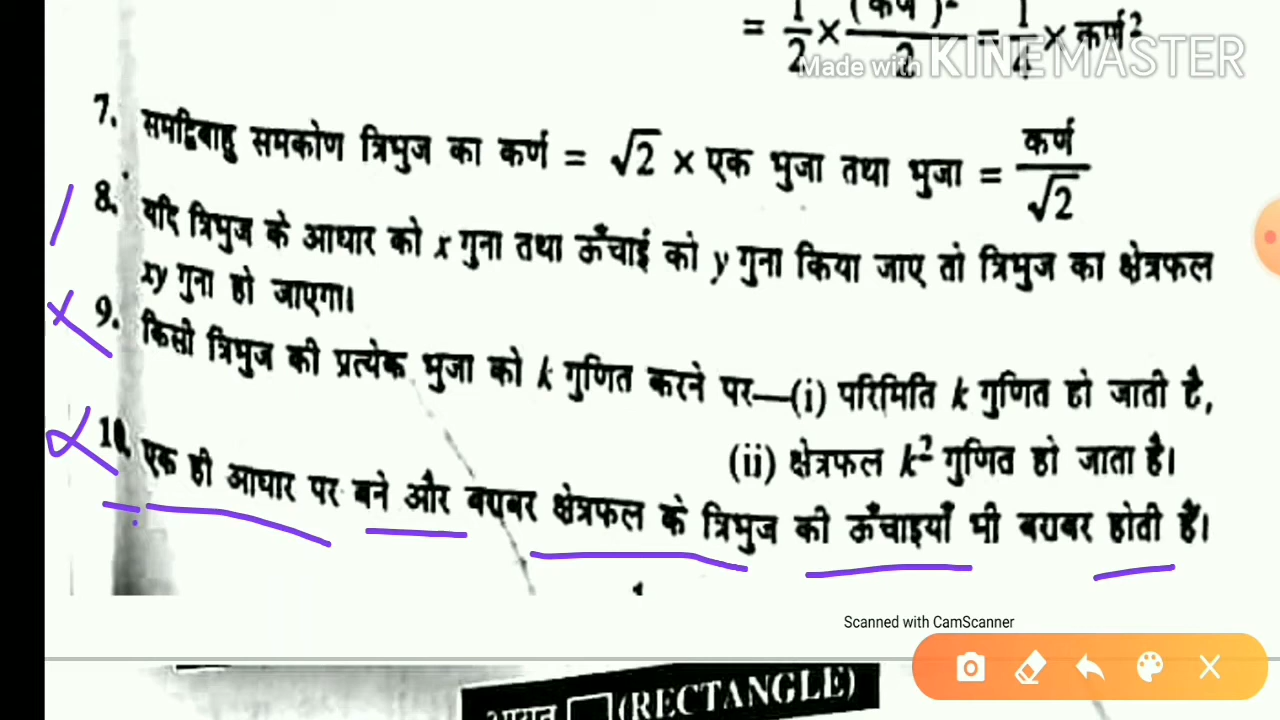 = 1/2 × (कर्ण)²/2 = 1/4 × कर्ण²
Made with KINEMASTER
7. समद्विबाहु समकोण त्रिभुज का कर्ण = √2 × एक भुजा तथा भुजा = कर्ण/√2
8. यदि त्रिभुज के आधार को x गुना तथा ऊँचाई को y गुना किया जाए तो त्रिभुज का क्षेत्रफल
xy गुना हो जाएगा।
9. किसी त्रिभुज की प्रत्येक भुजा को k गुणित करने पर—(i) परिमिति k गुणित हो जाती है,
(ii) क्षेत्रफल k² गुणित हो जाता है।
10. एक ही आधार पर बने और बराबर क्षेत्रफल के त्रिभुज की ऊँचाइयाँ भी बराबर होती हैं।
Scanned with CamScanner
आयत (RECTANGLE)